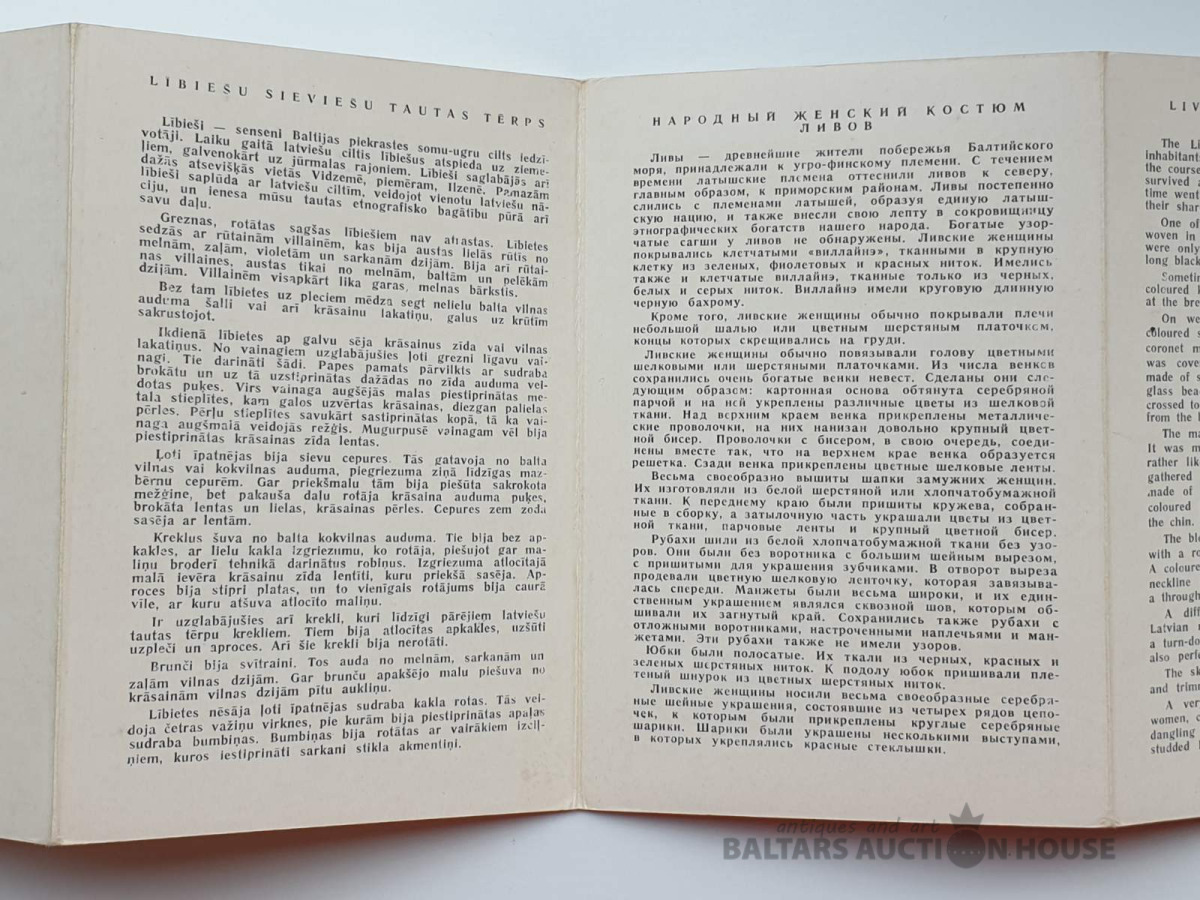 LĪBIEŠU SIEVIEŠU TAUTAS TĒRPS
Lībieši — senseni Baltijas piekrastes somu-ugru cilts iedzī-
votāji. Laiku gaitā latviešu ciltis lībiešus atspieda uz zieme-
ļiem, galvenokārt uz jūrmalas rajoniem. Lībieši saglabājās arī
dažās atsevišķās vietās Vidzemē, piemēram, Ilzenē. Pamazām
lībieši saplūda ar latviešu ciltīm, veidojot vienotu latviešu nā-
ciju, un ienesa mūsu tautas etnogrāfisko bagātību pūrā arī
savu daļu.
Greznas, rotātas sagšas lībiešiem nav atrastas. Lībietes
sedzās ar rūtainām villainēm, kas bija austas lielās rūtīs no
melnām, zaļām, violetām un sarkanām dzijām. Bija arī rūtai-
nas villaines, austas tikai no melnām, baltām un pelēkām
dzijām. Villainēm visapkārt lika garas, melnas bārkstis.
Bez tam lībietes uz pleciem mēdza segt nelielu balta vilnas
auduma šalli vai arī krāsainu lakatiņu, galus uz krūtīm
sakrustojot.
Ikdienā lībietes ap galvu sēja krāsainus zīda vai vilnas
lakatiņus. No vainagiem uzglabājušies ļoti grezni līgavu vai-
nagi. Tie darināti šādi. Papes pamats pārvilkts ar sudraba
brokātu un uz tā uzstiprinātas dažādas no zīda auduma vei-
dotas puķes. Virs vainaga augšējās malas piestiprinātas me-
tala stieplītes, kam galos uzvērtas krāsainas, diezgan palielas
pērles. Pērļu stieplītes savukārt sastiprinātas kopā, tā ka vai-
naga augšmalā veidojās režģis. Mugurpusē vainagam vēl bija
piestiprinātas krāsainas zīda lentas.
Ļoti īpatnējas bija sievu cepures. Tās gatavoja no balta
vilnas vai kokvilnas auduma, piegriezuma ziņā līdzīgas maz-
bērnu cepurēm. Gar priekšmalu tām bija piešūta sakrokota
mežģine, bet pakauša daļu rotāja krāsaina auduma puķes,
brokāta lentas un lielas, krāsainas pērles. Cepures zem zoda
sasēja ar lentām.
Kreklus šuva no balta kokvilnas auduma. Tie bija bez ap-
kakles, ar lielu kakla izgriezumu, ko rotāja, piešujot gar ma-
liņu broderī tehnikā darinātus robiņus. Izgriezuma atlocītajā
malā ievēra krāsainu zīda lentīti, kuru priekšā sasēja. Ap-
roces bija stipri platas, un to vienīgais rotājums bija caurā
vīle, ar kuru atšuva atlocīto maliņu.
Ir uzglabājušies arī krekli, kuri līdzīgi pārējiem latviešu
tautas tērpu krekliem. Tiem bija atlocītas apkakles, uzšūti
uzpleči un aproces. Arī šie krekli bija nerotāti.
Brunči bija svītraini. Tos auda no melnām, sarkanām un
zaļām vilnas dzijām. Gar brunču apakšējo malu piešuva no
krāsainām vilnas dzijām pītu aukliņu.
Lībietes nēsāja ļoti īpatnējas sudraba kakla rotas. Tās vei-
doja četras važiņu virknes, pie kurām bija piestiprinātas apaļas
sudraba bumbiņas. Bumbiņas bija rotātas ar vairākiem izciļ-
ņiem, kuros iestiprināti sarkani stikla akmentiņi.
НАРОДНЫЙ ЖЕНСКИЙ КОСТЮМ
ЛИВОВ
Ливы — древнейшие жители побережья Балтийского
моря, принадлежали к угро-финскому племени. С течением
времени латышские племена оттеснили ливов к северу,
главным образом, к приморским районам. Ливы постепенно
слились с племенами латышей, образуя единую латыш-
скую нацию, и также внесли свою лепту в сокровищницу
этнографических богатств нашего народа. Богатые узор-
чатые сагши у ливов не обнаружены. Ливские женщины
покрывались клетчатыми «виллайнэ», тканными в крупную
клетку из зеленых, фиолетовых и красных ниток. Имелись
также и клетчатые виллайнэ, тканные только из черных,
белых и серых ниток. Виллайнэ имели круговую длинную
черную бахрому.
Кроме того, ливские женщины обычно покрывали плечи
небольшой шалью или цветным шерстяным платочком,
концы которых скрещивались на груди.
Ливские женщины обычно повязывали голову цветными
шелковыми или шерстяными платочками. Из числа венков
сохранились очень богатые венки невест. Сделаны они сле-
дующим образом: картонная основа обтянута серебряной
парчой и на ней укреплены различные цветы из шелковой
ткани. Над верхним краем венка прикреплены металличе-
ские проволочки, на них нанизан довольно крупный цвет-
ной бисер. Проволочки с бисером, в свою очередь, соеди-
нены вместе так, что на верхнем крае венка образуется
решетка. Сзади венка прикреплены цветные шелковые ленты.
Весьма своеобразно вышиты шапки замужних женщин.
Их изготовляли из белой шерстяной или хлопчатобумажной
ткани. К переднему краю были пришиты кружева, собран-
ные в сборку, а затылочную часть украшали цветы из цвет-
ной ткани, парчовые ленты и крупный цветной бисер.
Рубахи шили из белой хлопчатобумажной ткани без узо-
ров. Они были без воротника с большим шейным вырезом,
с пришитыми для украшения зубчиками. В отворот выреза
продевали цветную шелковую ленточку, которая завязыва-
лась спереди. Манжеты были весьма широки, и их един-
ственным украшением являлся сквозной шов, которым об-
шивали их загнутый край. Сохранились также рубахи с
отложными воротниками, настроченными наплечьями и ман-
жетами. Эти рубахи также не имели узоров.
Юбки были полосатые. Их ткали из черных, красных и
зеленых шерстяных ниток. К подолу юбок пришивали пле-
теный шнурок из цветных шерстяных ниток.
Ливские женщины носили весьма своеобразные серебря-
ные шейные украшения, состоявшие из четырех рядов цепо-
чек, к которым были прикреплены круглые серебряные
шарики. Шарики были украшены несколькими выступами,
в которых укреплялись красные стеклышки.
LIV
The Li
inhabitant
the course
survived a
time went
their shar
One of
woven in
were only
long black
Sometin
coloured k
at the bre
On we
coloured s
coronet m
was cove
made of s
glass bea
crossed to
from the b
The ma
It was m
rather lik
gathered
made of
coloured
the chin.
The blo
with a ro
A coloure
neckline
a through
A diff
Latvian n
a turn-do
also perfe
The sk
and trim
A very
women, c
dangling
studded
antiques and art
BALTARS AUCTION HOUSE